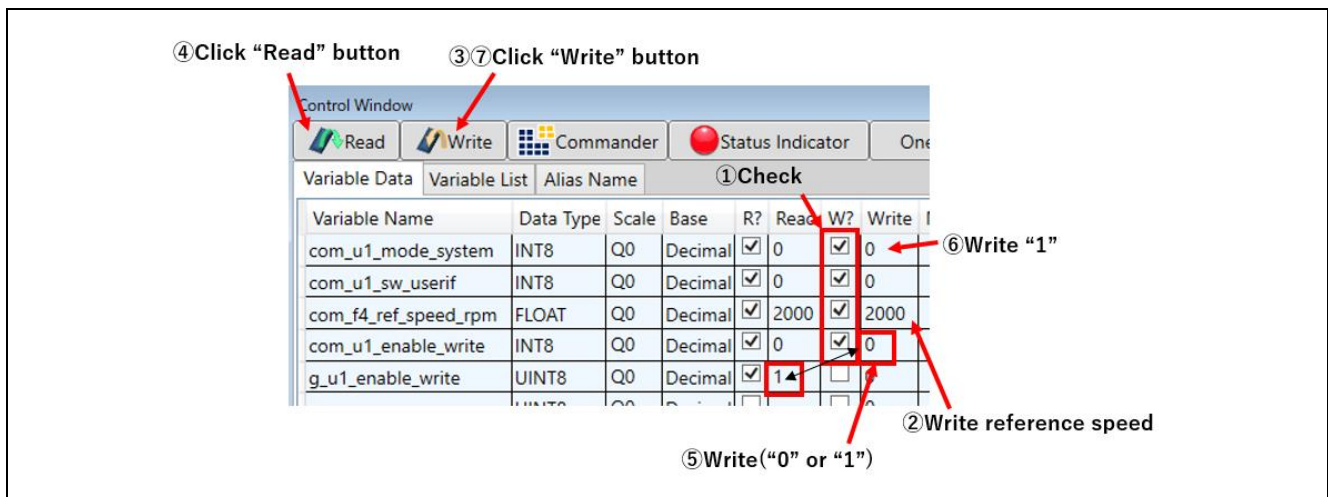 ④Click “Read” button
③⑦Click “Write” button
Control Window
Read Write Commander Status Indicator
Variable Data Variable List Alias Name
①Check
Variable Name Data Type Scale Base R? Read W? Write
com_u1_mode_system INT8 Q0 Decimal 0 0
⑥Write “1”
com_u1_sw_userif INT8 Q0 Decimal 0 0
com_f4_ref_speed_rpm FLOAT Q0 Decimal 2000 2000
com_u1_enable_write INT8 Q0 Decimal 0 0
g_u1_enable_write UINT8 Q0 Decimal 1
②Write reference speed
⑤Write(“0” or “1”)